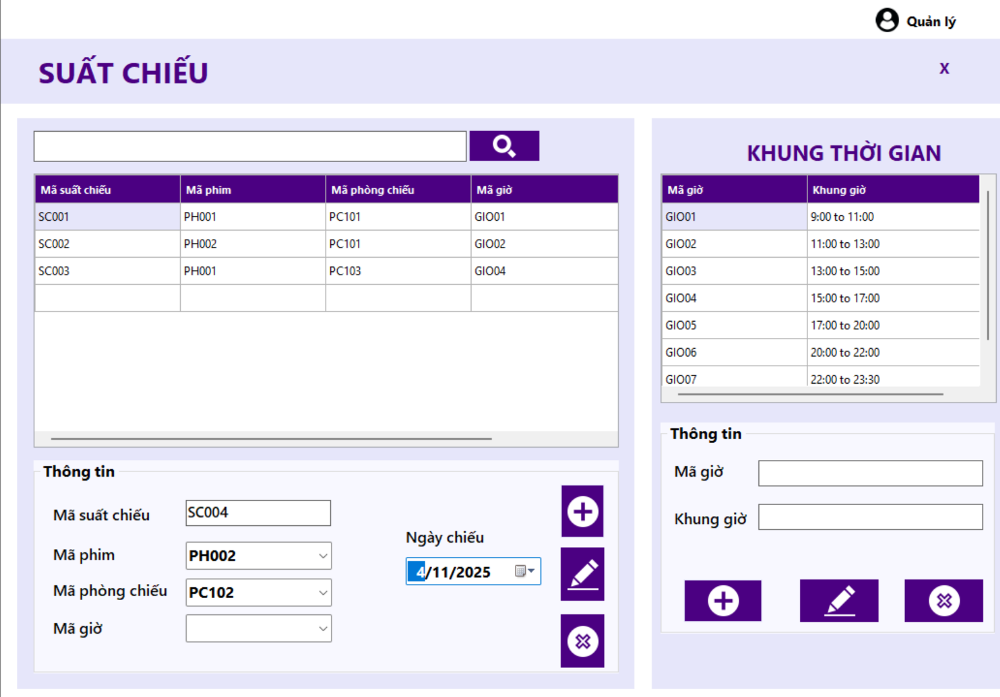 Quản lý
SUẤT CHIẾU
X
Mã suất chiếu Mã phim Mã phòng chiếu Mã giờ
SC001 PH001 PC101 GIO01
SC002 PH002 PC101 GIO02
SC003 PH001 PC103 GIO04
Thông tin
Mã suất chiếu SC004
Mã phim PH002
Mã phòng chiếu PC102
Mã giờ
Ngày chiếu
4/11/2025
KHUNG THỜI GIAN
Mã giờ Khung giờ
GIO01 9:00 to 11:00
GIO02 11:00 to 13:00
GIO03 13:00 to 15:00
GIO04 15:00 to 17:00
GIO05 17:00 to 20:00
GIO06 20:00 to 22:00
GIO07 22:00 to 23:30
Thông tin
Mã giờ
Khung giờ